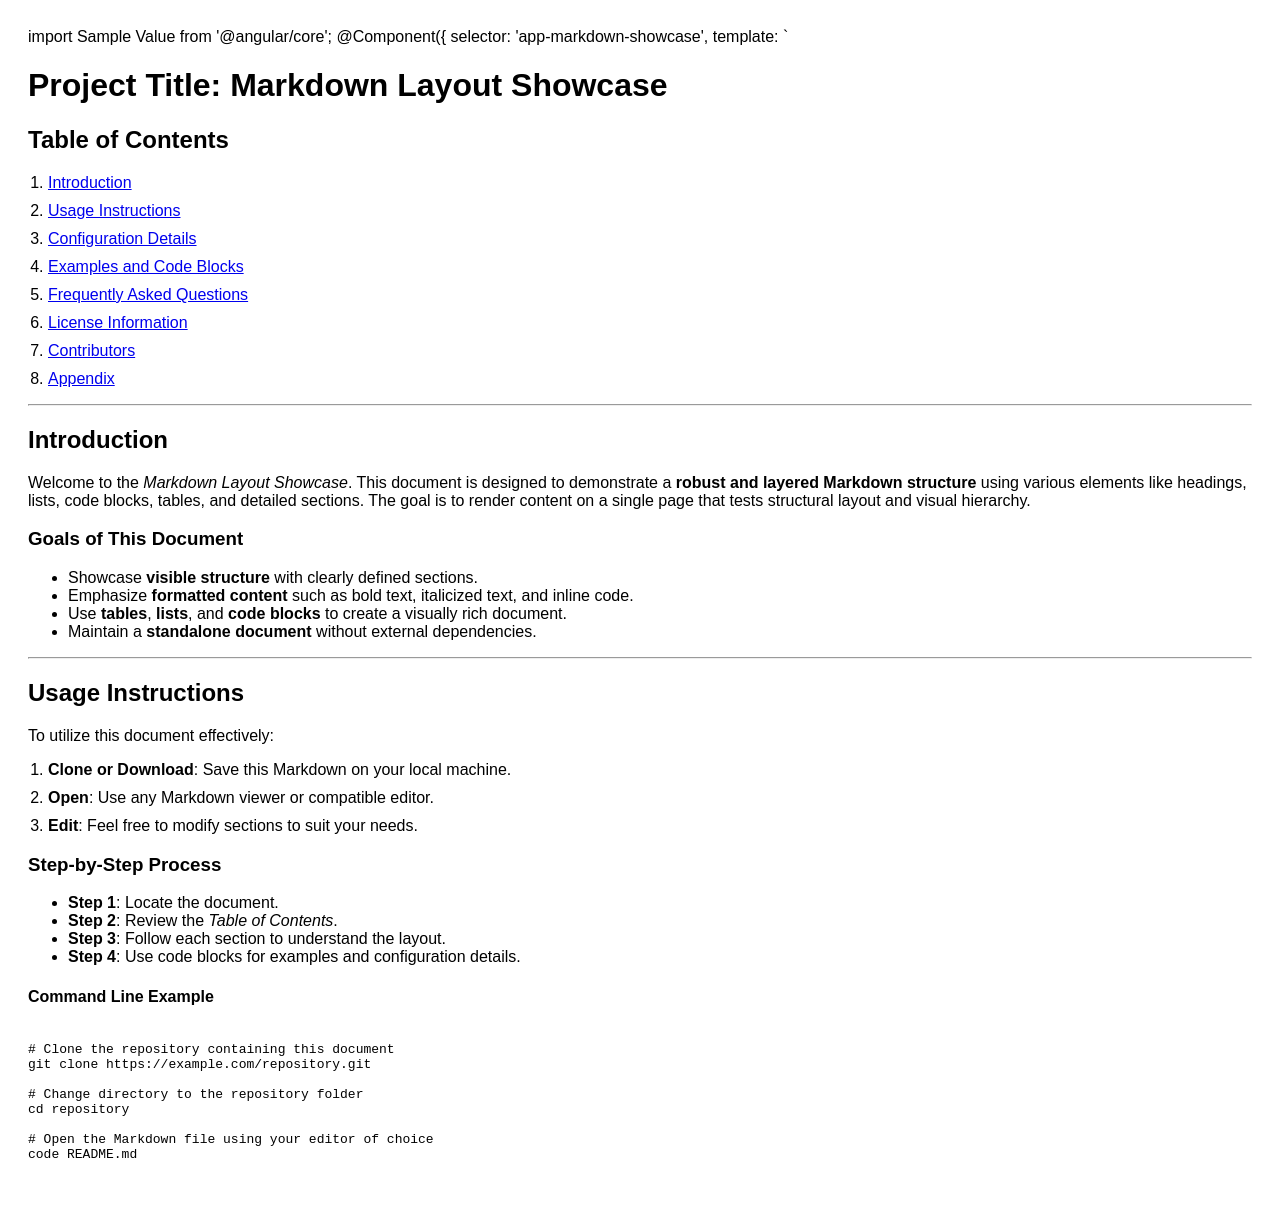 import Sample Value from '@angular/core'; @Component({ selector: 'app-markdown-showcase', template: `
Project Title: Markdown Layout Showcase
Table of Contents
1. Introduction
2. Usage Instructions
3. Configuration Details
4. Examples and Code Blocks
5. Frequently Asked Questions
6. License Information
7. Contributors
8. Appendix
Introduction
Welcome to the Markdown Layout Showcase. This document is designed to demonstrate a robust and layered Markdown structure using various elements like headings,
lists, code blocks, tables, and detailed sections. The goal is to render content on a single page that tests structural layout and visual hierarchy.
Goals of This Document
• Showcase visible structure with clearly defined sections.
• Emphasize formatted content such as bold text, italicized text, and inline code.
• Use tables, lists, and code blocks to create a visually rich document.
• Maintain a standalone document without external dependencies.
Usage Instructions
To utilize this document effectively:
1. Clone or Download: Save this Markdown on your local machine.
2. Open: Use any Markdown viewer or compatible editor.
3. Edit: Feel free to modify sections to suit your needs.
Step-by-Step Process
• Step 1: Locate the document.
• Step 2: Review the Table of Contents.
• Step 3: Follow each section to understand the layout.
• Step 4: Use code blocks for examples and configuration details.
Command Line Example
# Clone the repository containing this document
git clone https://example.com/repository.git
# Change directory to the repository folder
cd repository
# Open the Markdown file using your editor of choice
code README.md